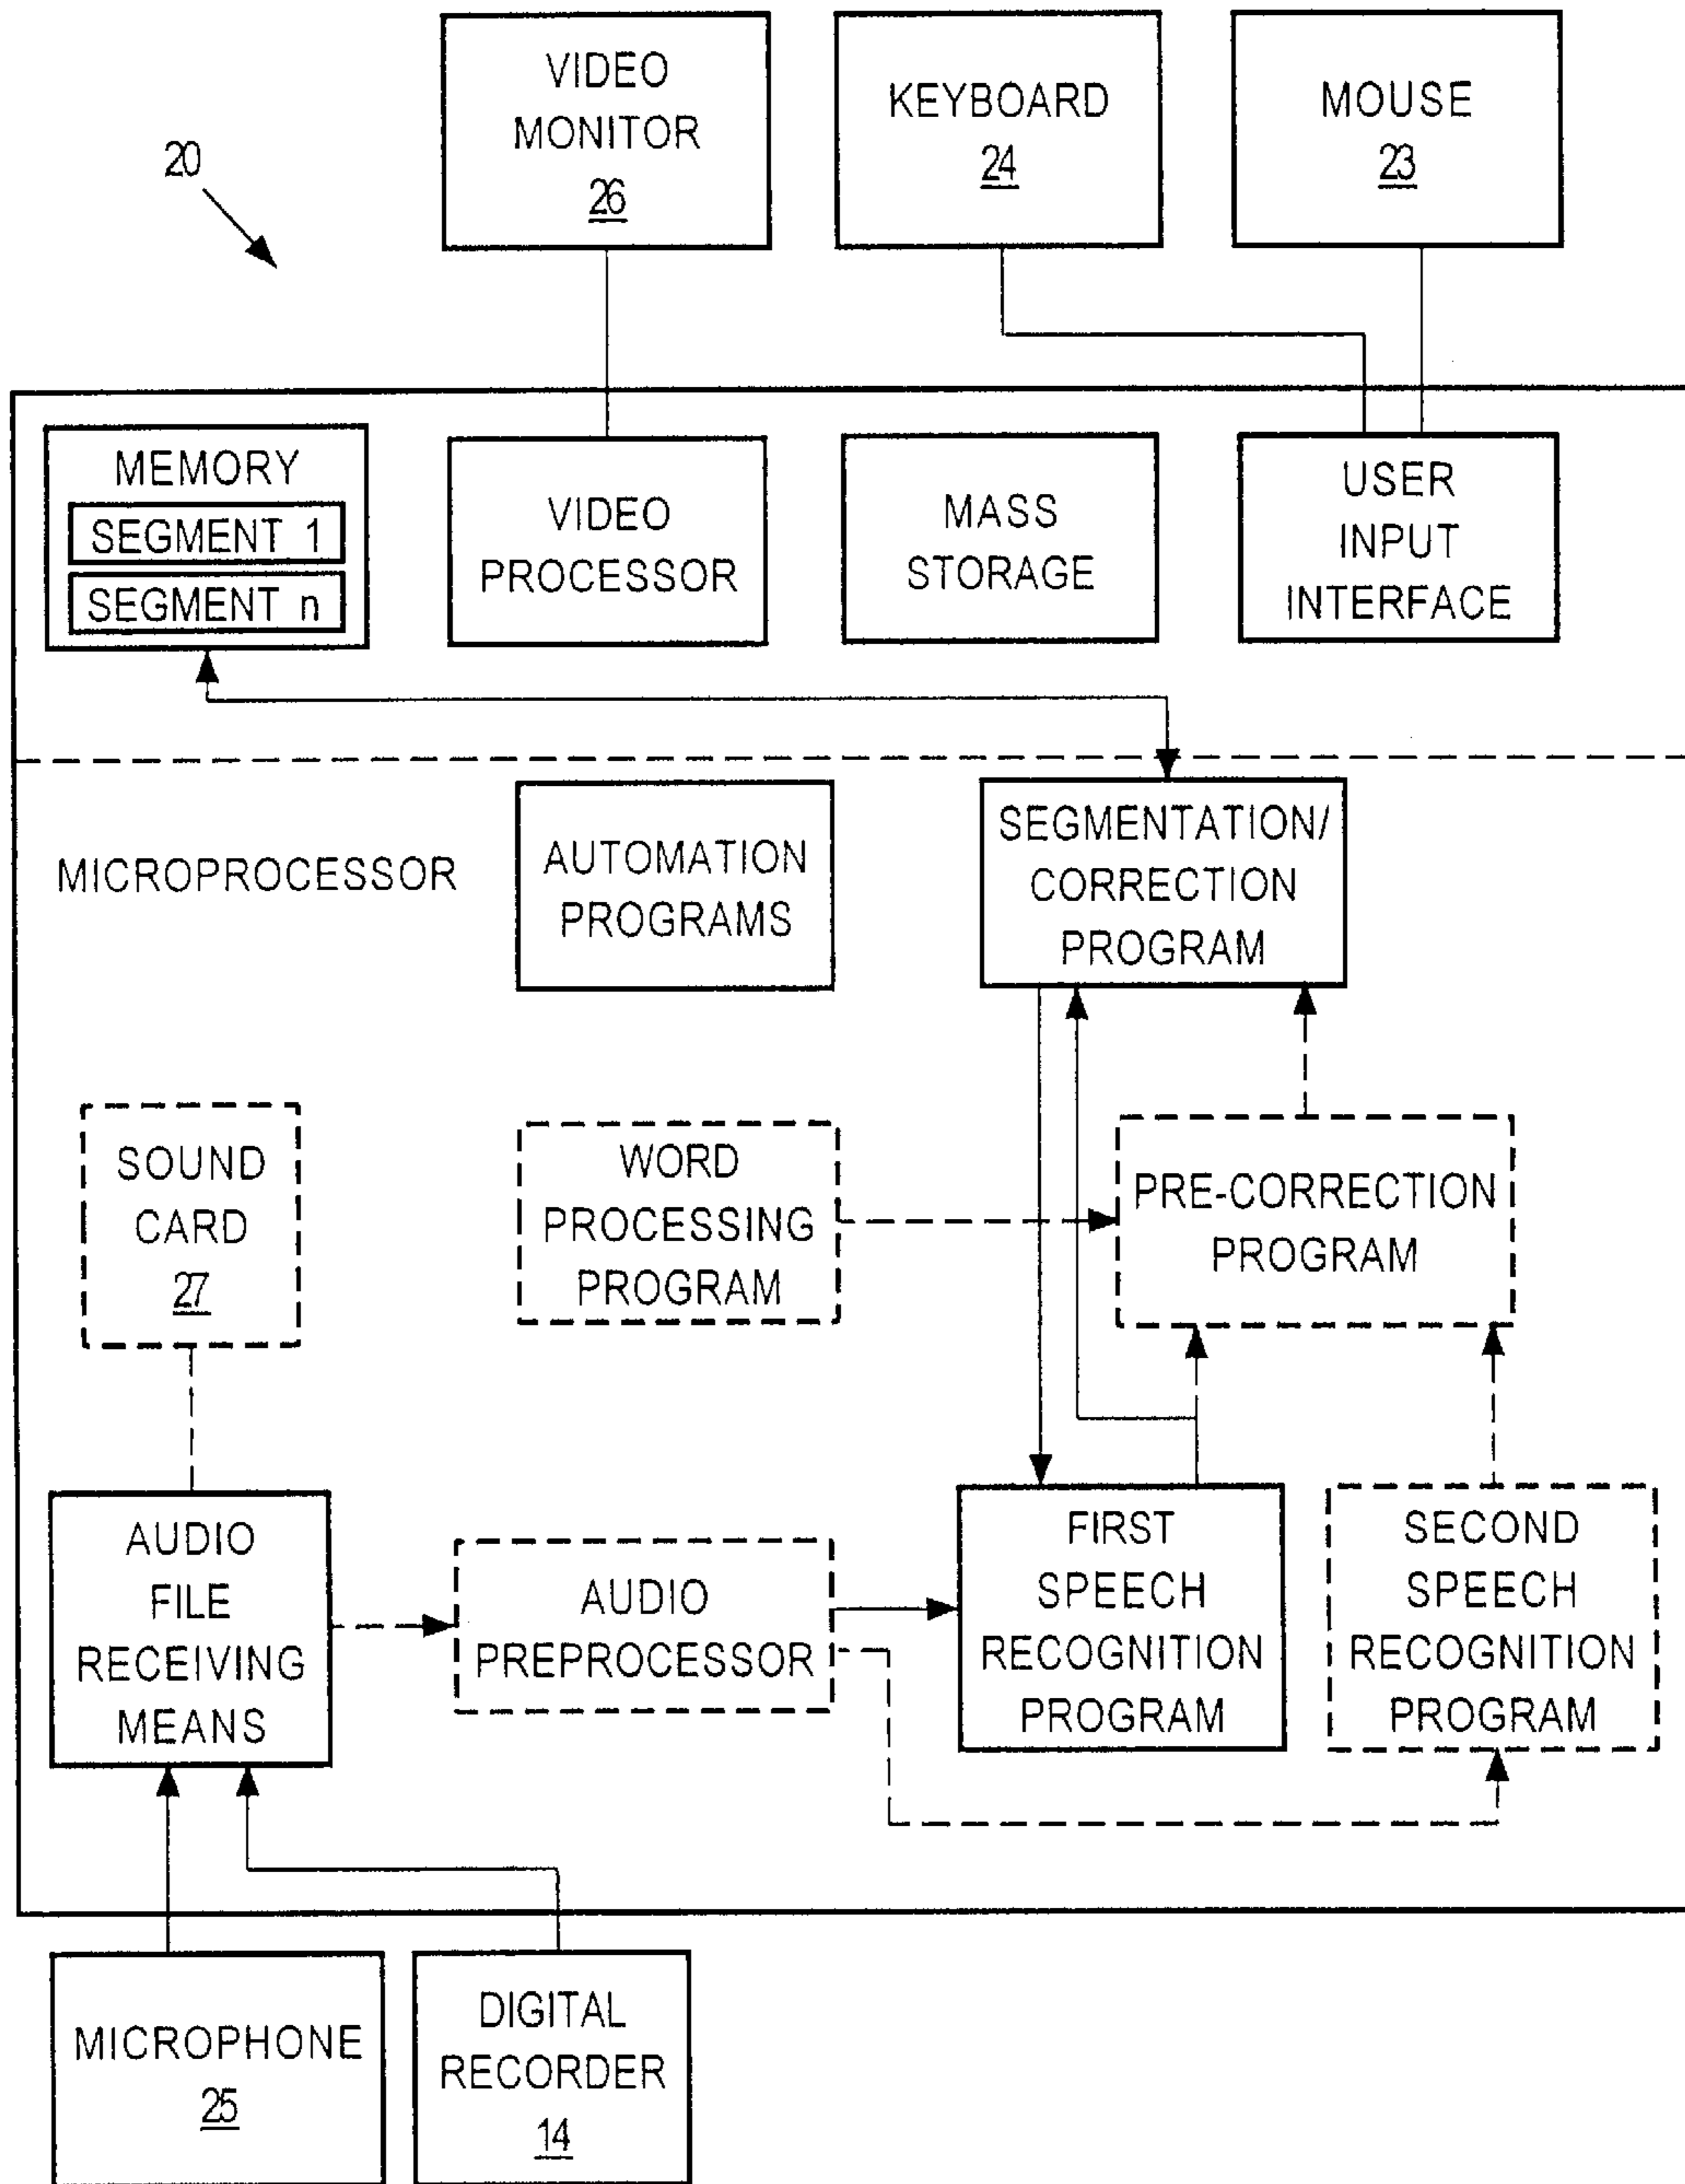 20
VIDEO
MONITOR
26
KEYBOARD
24
MOUSE
23
MEMORY
SEGMENT 1
SEGMENT n
VIDEO
PROCESSOR
MASS
STORAGE
USER
INPUT
INTERFACE
MICROPROCESSOR
AUTOMATION
PROGRAMS
SEGMENTATION/
CORRECTION
PROGRAM
SOUND
CARD
27
WORD
PROCESSING
PROGRAM
PRE-CORRECTION
PROGRAM
AUDIO
FILE
RECEIVING
MEANS
AUDIO
PREPROCESSOR
FIRST
SPEECH
RECOGNITION
PROGRAM
SECOND
SPEECH
RECOGNITION
PROGRAM
MICROPHONE
25
DIGITAL
RECORDER
14